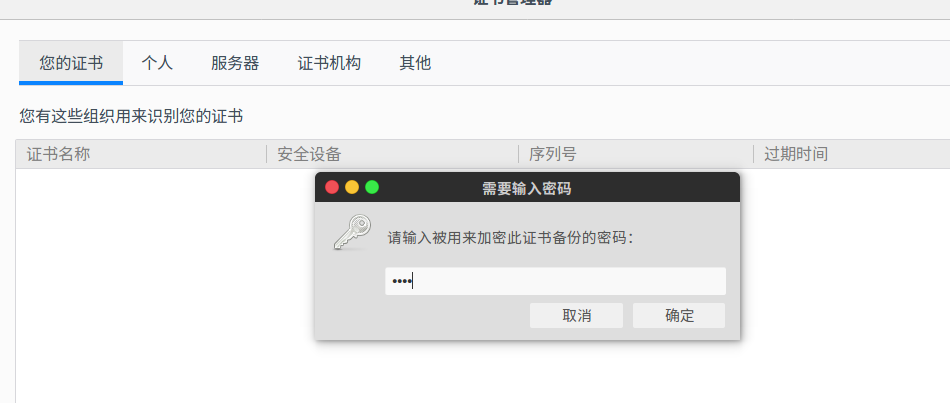 证书管理器
您的证书 个人 服务器 证书机构 其他
您有这些组织用来识别您的证书
证书名称 安全设备 序列号 过期时间
需要输入密码
请输入被用来加密此证书备份的密码：
••••
取消 确定